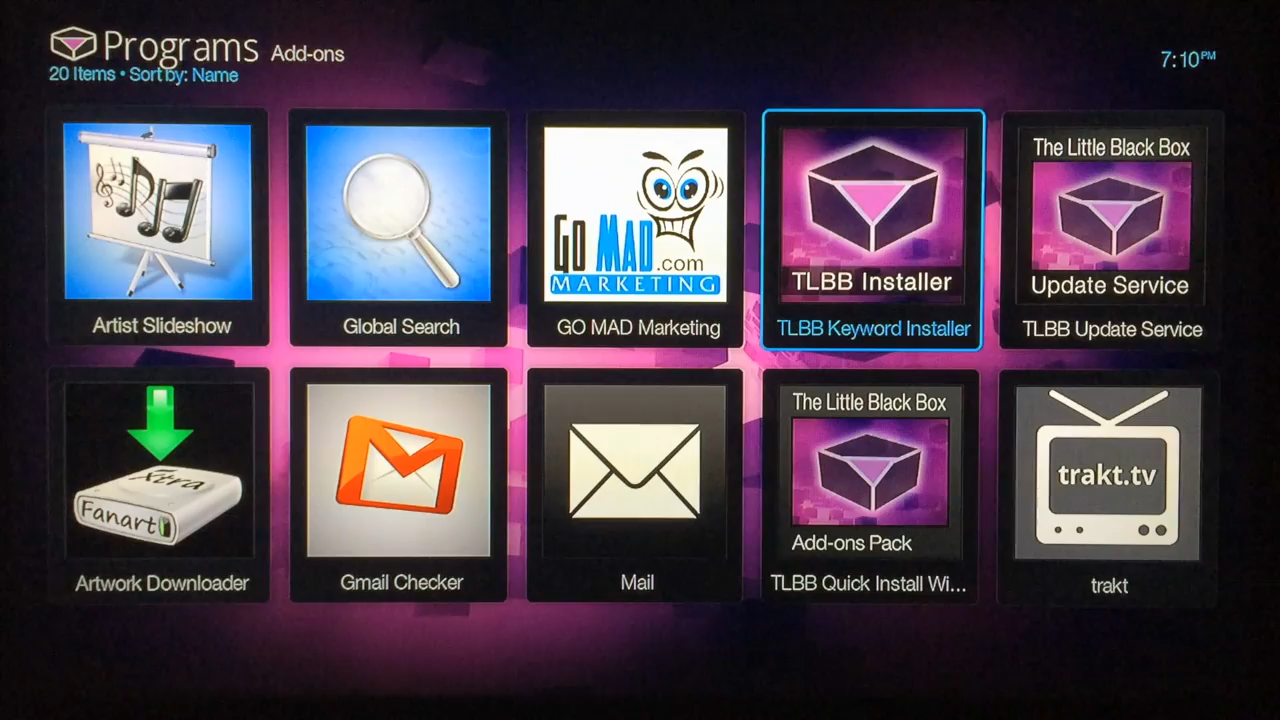 Programs Add-ons
20 Items • Sort by: Name
7:10PM
GO MAD.com
MARKETING
TLBB Installer
The Little Black Box
Update Service
Artist Slideshow
Global Search
GO MAD Marketing
TLBB Keyword Installer
TLBB Update Service
Xtra
Fanart
The Little Black Box
Add-ons Pack
trakt.tv
Artwork Downloader
Gmail Checker
Mail
TLBB Quick Install Wi...
trakt